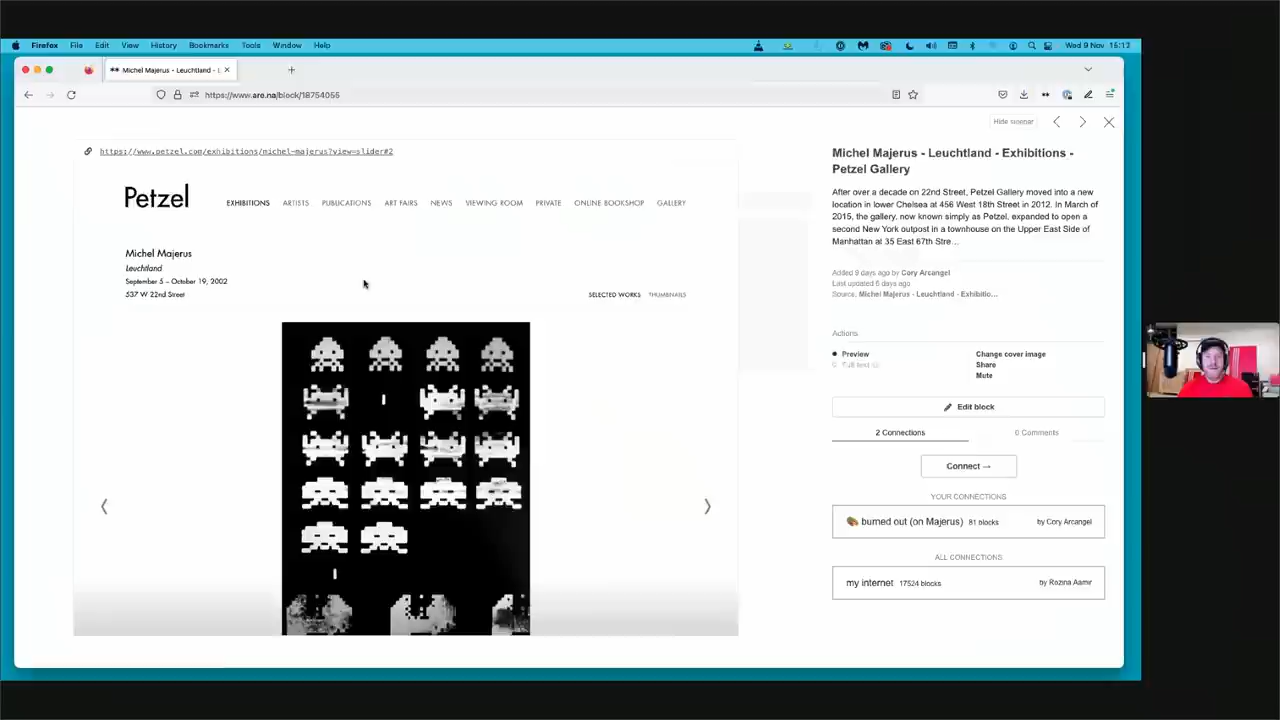 Firefox File Edit View History Bookmarks Tools Window Help
Wed 9 Nov 15:13
Michel Majerus - Leuchtland - E
https://www.are.na/block/18754055
Hide sidebar
https://www.petzel.com/exhibitions/michel-majerus?view=slider#2
Petzel
EXHIBITIONS ARTISTS PUBLICATIONS ART FAIRS NEWS VIEWING ROOM PRIVATE ONLINE BOOKSHOP GALLERY
Michel Majerus
Leuchtland
September 5 – October 19, 2002
537 W 22nd Street
SELECTED WORKS THUMBNAILS
Michel Majerus - Leuchtland - Exhibitions -
Petzel Gallery
After over a decade on 22nd Street, Petzel Gallery moved into a new
location in lower Chelsea at 456 West 18th Street in 2012. In March of
2015, the gallery, now known simply as Petzel, expanded to open a
second New York outpost in a townhouse on the Upper East Side of
Manhattan at 35 East 67th Stre...
Added 9 days ago by Cory Arcangel
Last updated 6 days ago
Source: Michel Majerus - Leuchtland - Exhibitio...
Actions
Preview
Full text
Change cover image
Share
Mute
Edit block
2 Connections
0 Comments
Connect →
YOUR CONNECTIONS
burned out (on Majerus) 81 blocks by Cory Arcangel
ALL CONNECTIONS
my internet 17524 blocks by Rozina Aamir